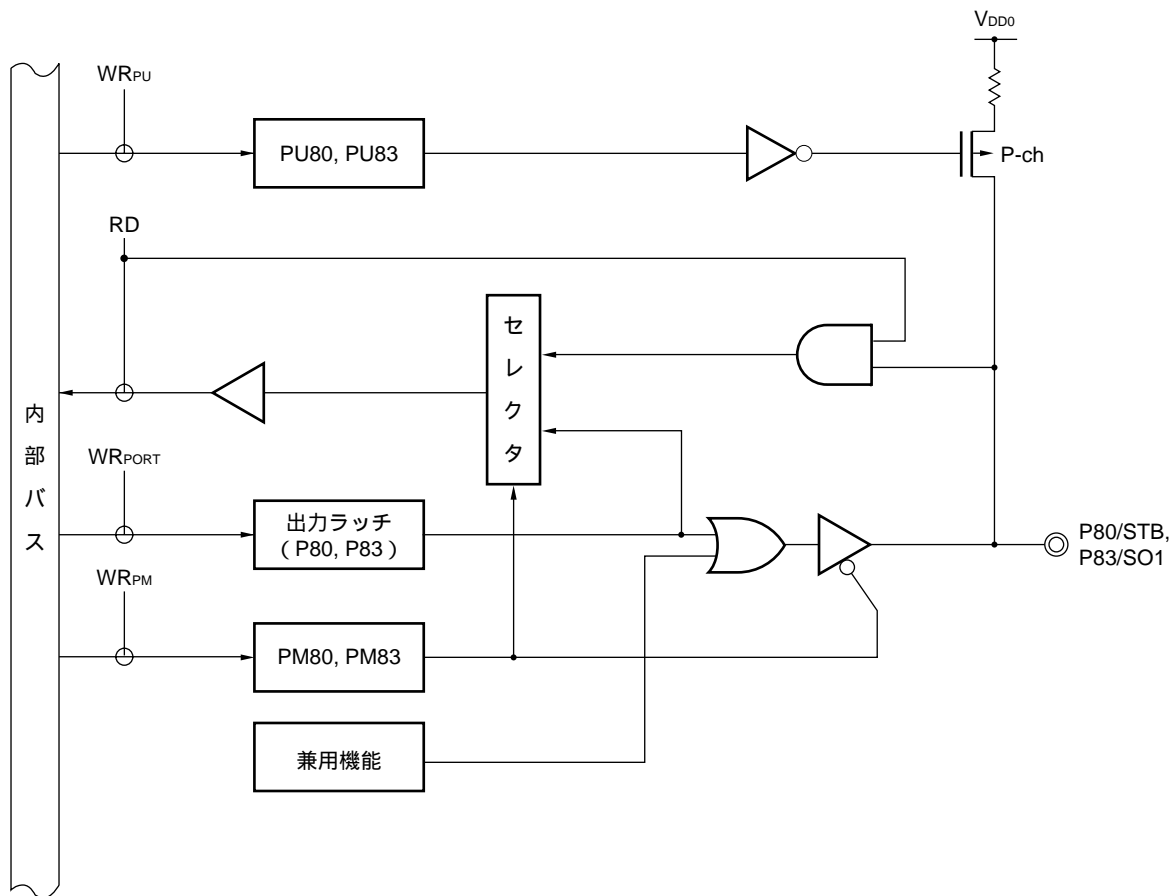 VDD0
WRPU
PU80, PU83
P-ch
RD
セレクタ
内部バス
WRPORT
出力ラッチ
(P80, P83)
P80/STB,
P83/SO1
WRPM
PM80, PM83
兼用機能